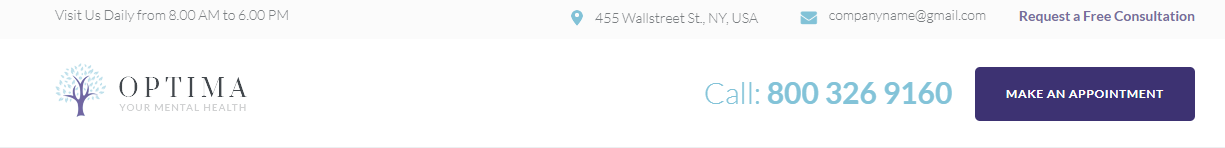 Visit Us Daily from 8.00 AM to 6.00 PM
455 Wallstreet St., NY, USA
companyname@gmail.com
Request a Free Consultation
OPTIMA
YOUR MENTAL HEALTH
Call: 800 326 9160
MAKE AN APPOINTMENT